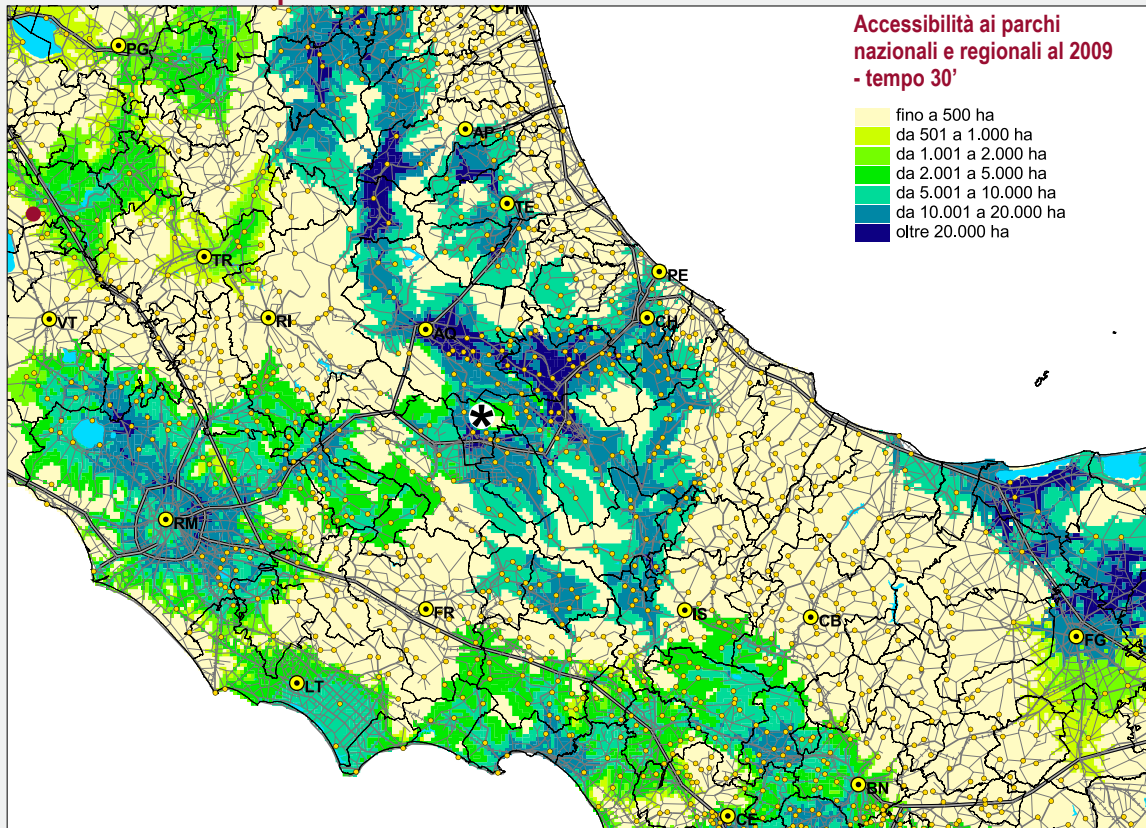 Accessibilità ai parchi
nazionali e regionali al 2009
- tempo 30'
fino a 500 ha
da 501 a 1.000 ha
da 1.001 a 2.000 ha
da 2.001 a 5.000 ha
da 5.001 a 10.000 ha
da 10.001 a 20.000 ha
oltre 20.000 ha
FM
PG
AP
TE
TR
PE
VT
RI
AQ
CH
*
RM
FR
IS
CB
FG
LT
BN
CE